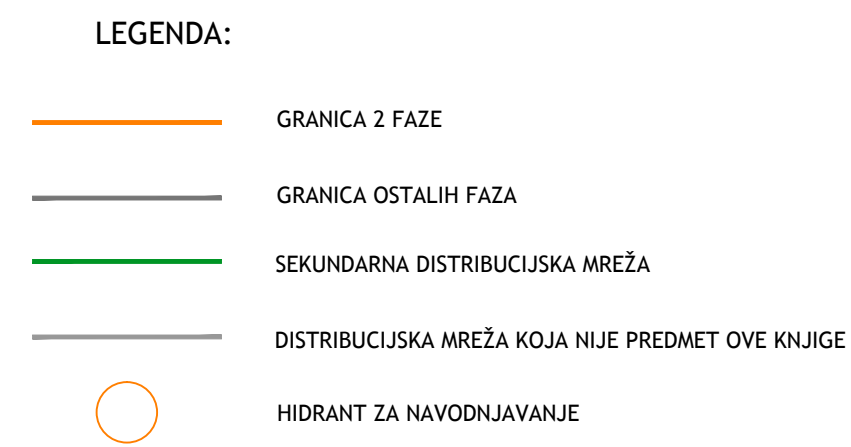 LEGENDA:
GRANICA 2 FAZE
GRANICA OSTALIH FAZA
SEKUNDARNA DISTRIBUCIJSKA MREŽA
DISTRIBUCIJSKA MREŽA KOJA NIJE PREDMET OVE KNJIGE
HIDRANT ZA NAVODNJAVANJE